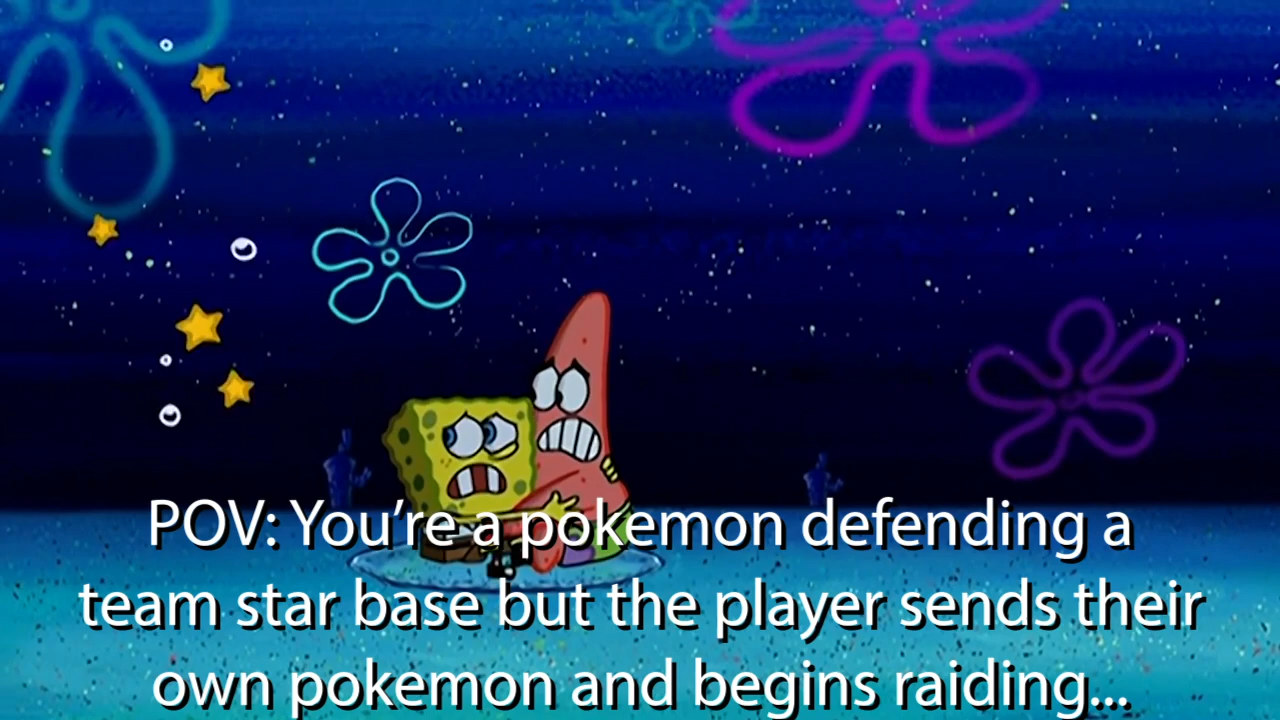 POV: You’re a pokemon defending a
team star base but the player sends their
own pokemon and begins raiding...